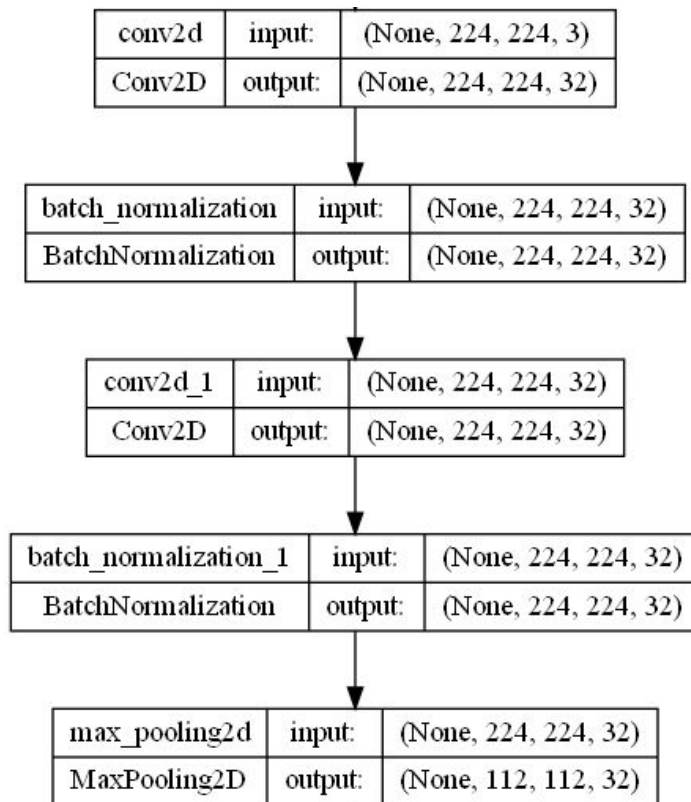 conv2d input: (None, 224, 224, 3)
Conv2D output: (None, 224, 224, 32)
batch_normalization input: (None, 224, 224, 32)
BatchNormalization output: (None, 224, 224, 32)
conv2d_1 input: (None, 224, 224, 32)
Conv2D output: (None, 224, 224, 32)
batch_normalization_1 input: (None, 224, 224, 32)
BatchNormalization output: (None, 224, 224, 32)
max_pooling2d input: (None, 224, 224, 32)
MaxPooling2D output: (None, 112, 112, 32)